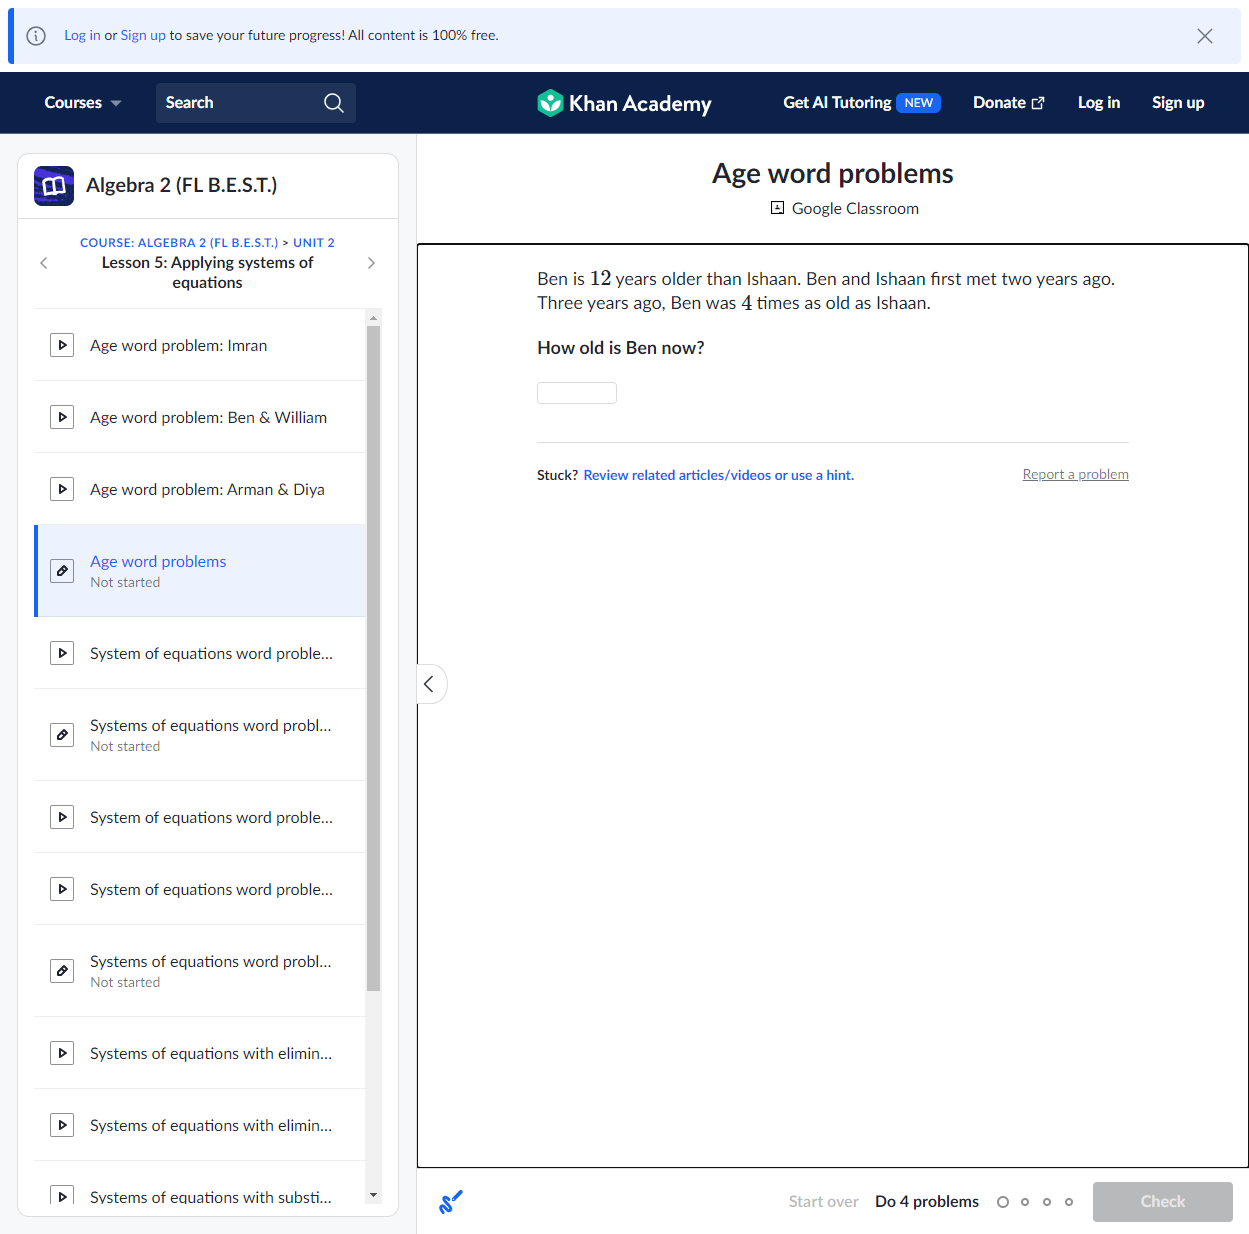 Log in or Sign up to save your future progress! All content is 100% free.
Courses
Search
Khan Academy
Get AI Tutoring NEW
Donate
Log in
Sign up
Algebra 2 (FL B.E.S.T.)
COURSE: ALGEBRA 2 (FL B.E.S.T.) > UNIT 2
Lesson 5: Applying systems of
equations
Age word problem: Imran
Age word problem: Ben & William
Age word problem: Arman & Diya
Age word problems
Not started
System of equations word proble...
Systems of equations word probl...
Not started
System of equations word proble...
System of equations word proble...
Systems of equations word probl...
Not started
Systems of equations with elimin...
Systems of equations with elimin...
Systems of equations with substi...
Age word problems
Google Classroom
Ben is 12 years older than Ishaan. Ben and Ishaan first met two years ago.
Three years ago, Ben was 4 times as old as Ishaan.
How old is Ben now?
Stuck? Review related articles/videos or use a hint.
Report a problem
Start over
Do 4 problems
Check